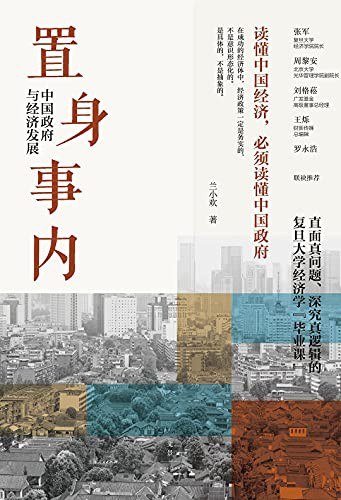 置身事内
中国政府
与经济发展
读懂中国经济，必须读懂中国政府
在成功的经济体中，经济政策一定是务实的，
不是意识形态化的。
是具体的，不是抽象的。
兰小欢 著
张军
复旦大学
经济学院院长
周黎安
北京大学
光华管理学院副院长
刘格菘
广发基金
高级董事总经理
王烁
财新传媒
总编辑
罗永浩
联袂推荐
直面真问题、深究真逻辑的
复旦大学经济学『毕业课』